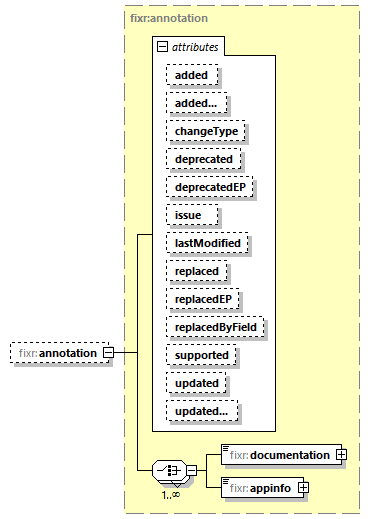 fixr:annotation
attributes
added
added...
changeType
deprecated
deprecatedEP
issue
lastModified
replaced
replacedEP
replacedByField
supported
updated
updated...
fixr:annotation
fixr:documentation
1..∞
fixr:appinfo